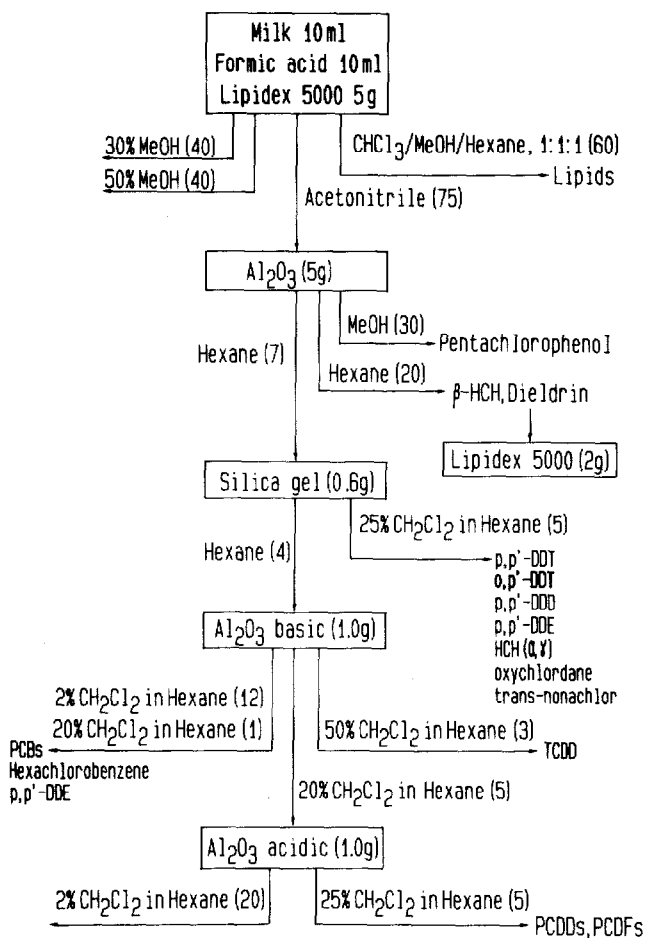 Milk 10ml
Formic acid 10ml
Lipidex 5000 5g
30% MeOH (40)
50% MeOH (40)
CHCl3/MeOH/Hexane, 1:1:1 (60)
Lipids
Acetonitrile (75)
Al2O3 (5g)
MeOH (30)
Pentachlorophenol
Hexane (7)
Hexane (20)
β-HCH, Dieldrin
Lipidex 5000 (2g)
Silica gel (0.6g)
25% CH2Cl2 in Hexane (5)
Hexane (4)
p,p'-DDT
o,p'-DDT
p,p'-DDD
p,p'-DDE
HCH (α,γ)
oxychlordane
trans-nonachlor
Al2O3 basic (1.0g)
2% CH2Cl2 in Hexane (12)
20% CH2Cl2 in Hexane (1)
50% CH2Cl2 in Hexane (3)
PCBs
Hexachlorobenzene
p,p'-DDE
TCDD
20% CH2Cl2 in Hexane (5)
Al2O3 acidic (1.0g)
2% CH2Cl2 in Hexane (20)
25% CH2Cl2 in Hexane (5)
PCDDs, PCDFs